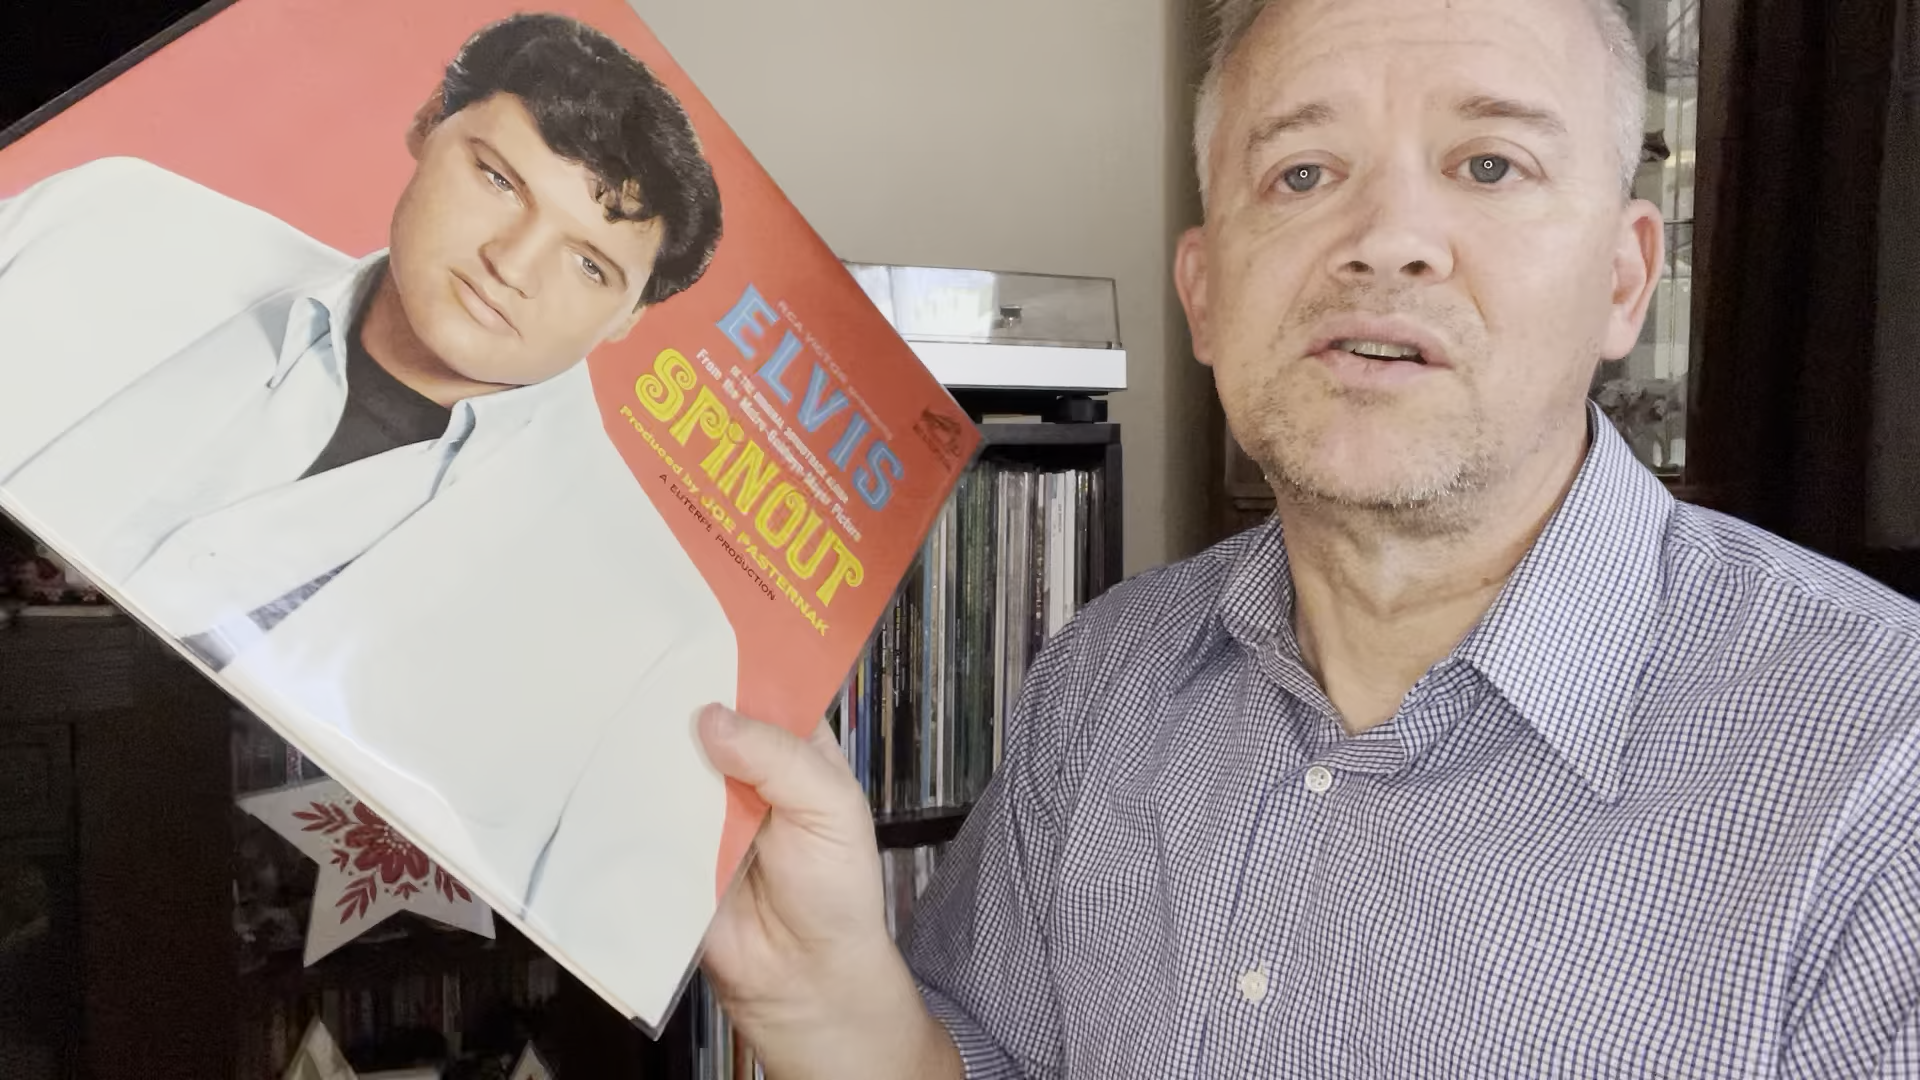 RCA VICTOR presents
ELVIS
IN THE ORIGINAL SOUNDTRACK ALBUM
From the Metro-Goldwyn-Mayer Picture
SPiNOUT
Produced by JOE PASTERNAK
A EUTERPE PRODUCTION